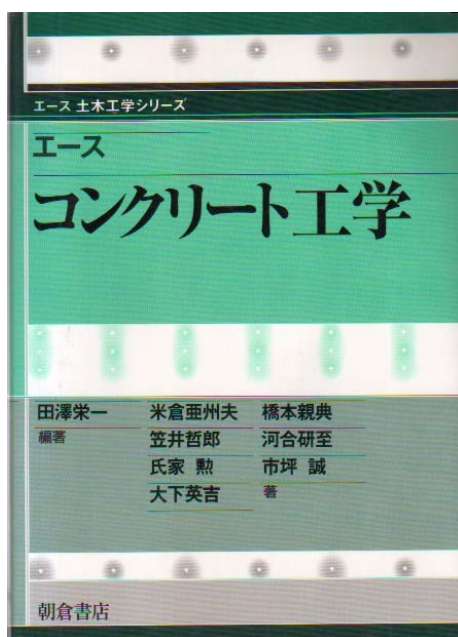 エース 土木工学シリーズ
エース
コンクリート工学
田澤栄一 米倉亜州夫 橋本親典
編著 笠井哲郎 河合研至
氏家 勲 市坪 誠
大下英吉 著
朝倉書店